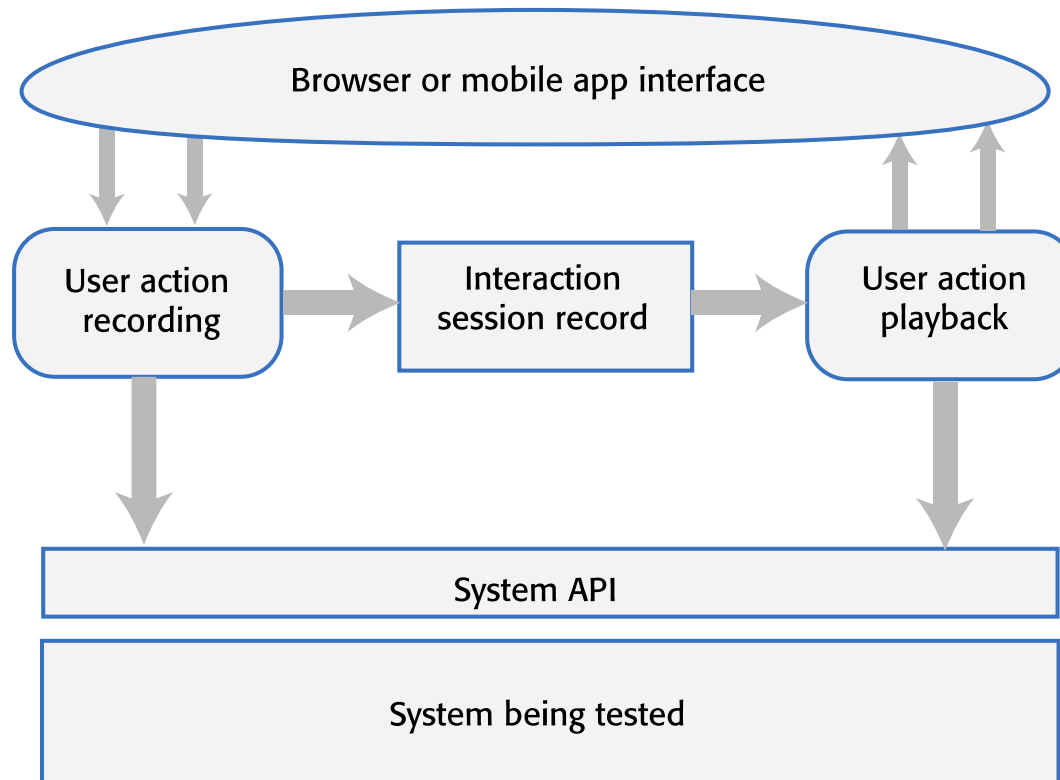 Browser or mobile app interface
User action
recording
Interaction
session record
User action
playback
System API
System being tested